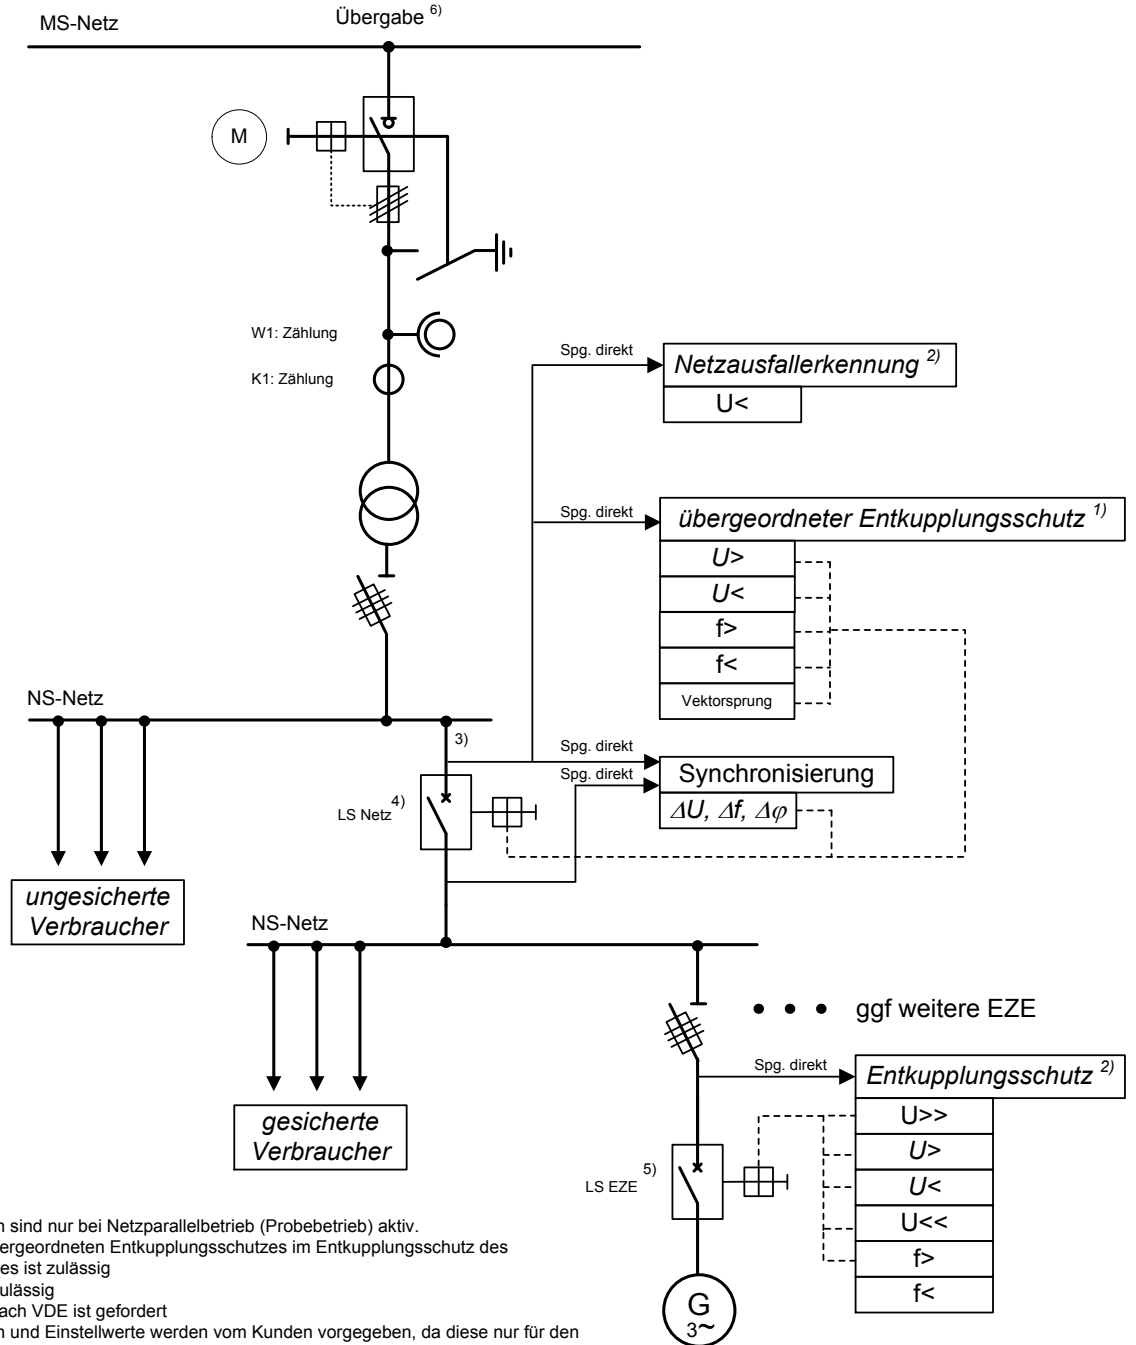 MS-Netz
Übergabe 6)
M
W1: Zählung
K1: Zählung
Spg. direkt
Netzausfallerkennung 2)
U<
Spg. direkt
übergeordneter Entkupplungsschutz 1)
U>
U<
f>
f<
Vektorsprung
NS-Netz
3)
Spg. direkt
Spg. direkt
Synchronisierung
ΔU, Δf, Δφ
LS Netz 4)
ungesicherte
Verbraucher
NS-Netz
gesicherte
Verbraucher
ggf weitere EZE
Spg. direkt
Entkupplungsschutz 2)
U>>
U>
U<
U<<
f>
f<
LS EZE 5)
G
3~
sind nur bei Netzparallelbetrieb (Probebetrieb) aktiv.
ergeordneten Entkupplungsschutzes im Entkupplungsschutz des
es ist zulässig
ulässig
ach VDE ist gefordert
und Einstellwerte werden vom Kunden vorgegeben, da diese nur für den